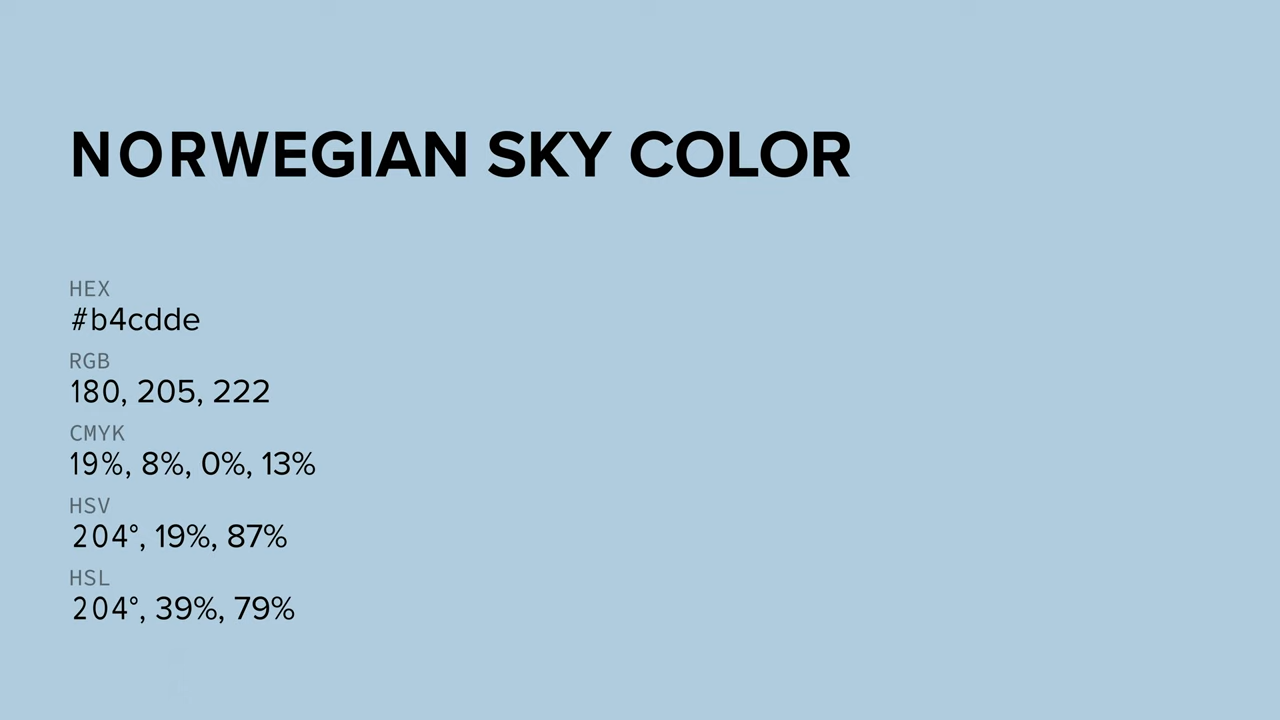 NORWEGIAN SKY COLOR
HEX
#b4cdde
RGB
180, 205, 222
CMYK
19%, 8%, 0%, 13%
HSV
204°, 19%, 87%
HSL
204°, 39%, 79%